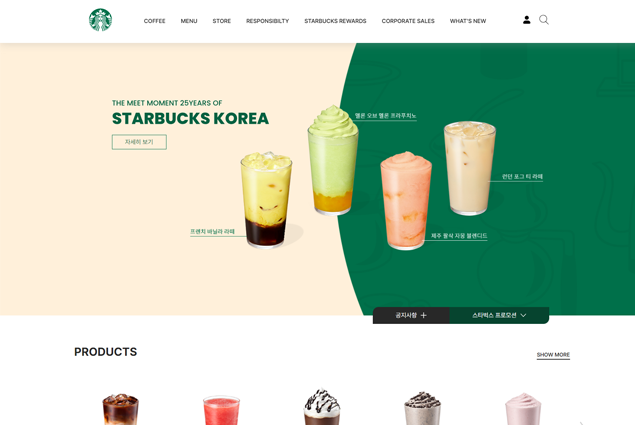 COFFEE
MENU
STORE
RESPONSIBILTY
STARBUCKS REWARDS
CORPORATE SALES
WHAT'S NEW
THE MEET MOMENT 25YEARS OF
STARBUCKS KOREA
자세히 보기
멜론 오브 멜론 프라푸치노
런던 포그 티 라떼
프렌치 바닐라 라떼
제주 팔삭 자몽 블렌디드
공지사항
스타벅스 프로모션
PRODUCTS
SHOW MORE